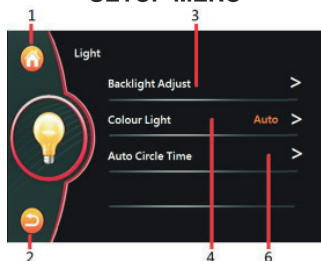 SETUP MENU
1 3
Light
Backlight Adjust >
Colour Light Auto >
Auto Circle Time >
2 4 6